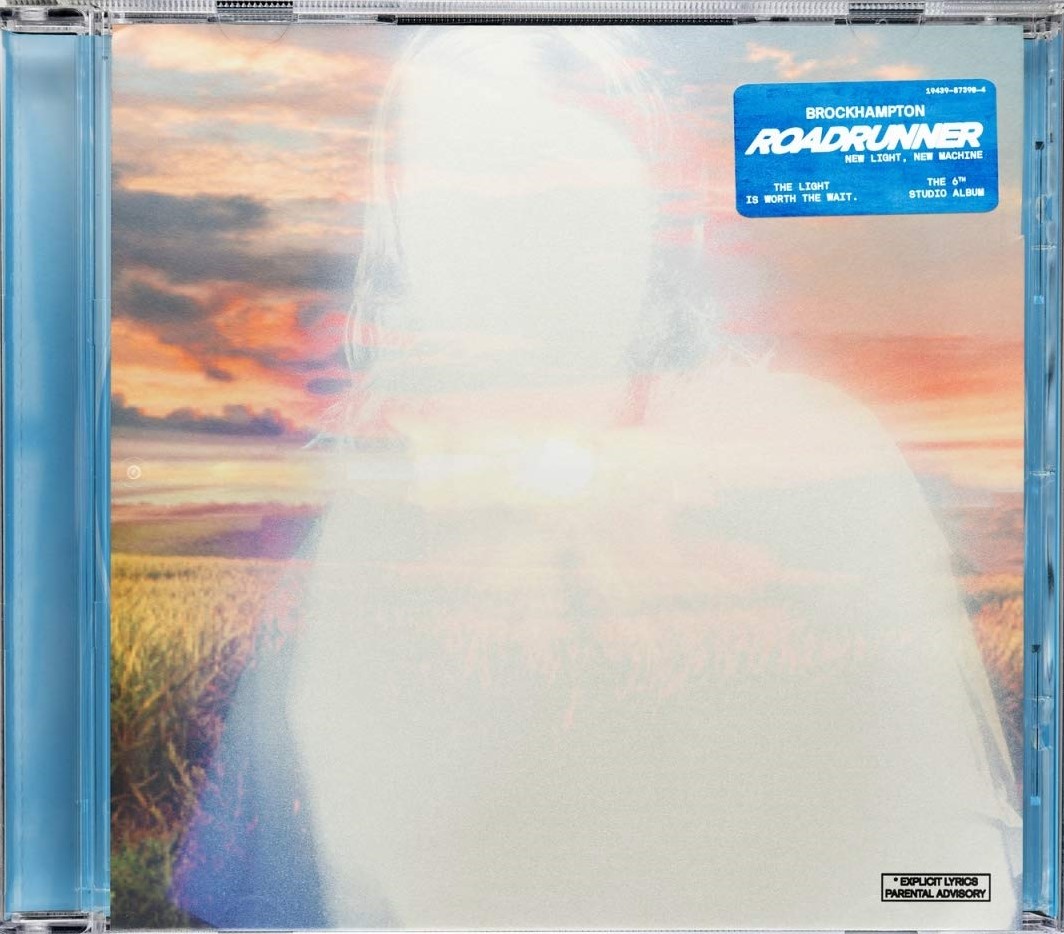 19439-87390-4
BROCKHAMPTON
ROADRUNNER
NEW LIGHT, NEW MACHINE
THE LIGHT
IS WORTH THE WAIT.
THE 6TH
STUDIO ALBUM
* EXPLICIT LYRICS
PARENTAL ADVISORY